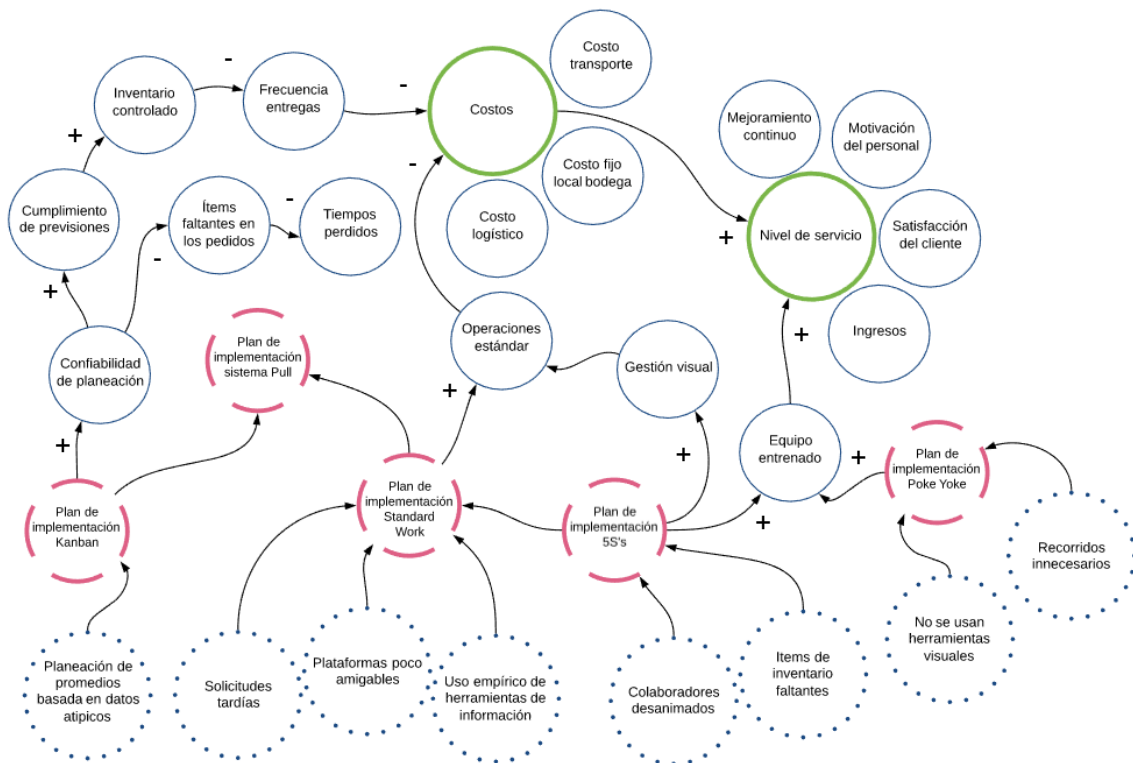 Costo
transporte
-
Inventario
controlado
Frecuencia
entregas
-
Costos
Mejoramiento
continuo
Motivación
del personal
+
Costo fijo
local bodega
-
Cumplimiento
de previsiones
Ítems
faltantes en
los pedidos
-
Tiempos
perdidos
Costo
logístico
+
Nivel de servicio
Satisfacción
del cliente
-
+
Confiabilidad
de planeación
Plan de
implementación
sistema Pull
Operaciones
estándar
Gestión visual
+
Ingresos
+
+
Plan de
implementación
Kanban
Plan de
implementación
Standard
Work
Plan de
implementación
5S's
+
+
Equipo
entrenado
+
Plan de
implementación
Poke Yoke
Recorridos
innecesarios
Planeación de
promedios
basada en datos
atipicos
Solicitudes
tardías
Plataformas poco
amigables
Uso empírico de
herramientas de
información
Colaboradores
desanimados
Items de
inventario
faltantes
No se usan
herramientas
visuales